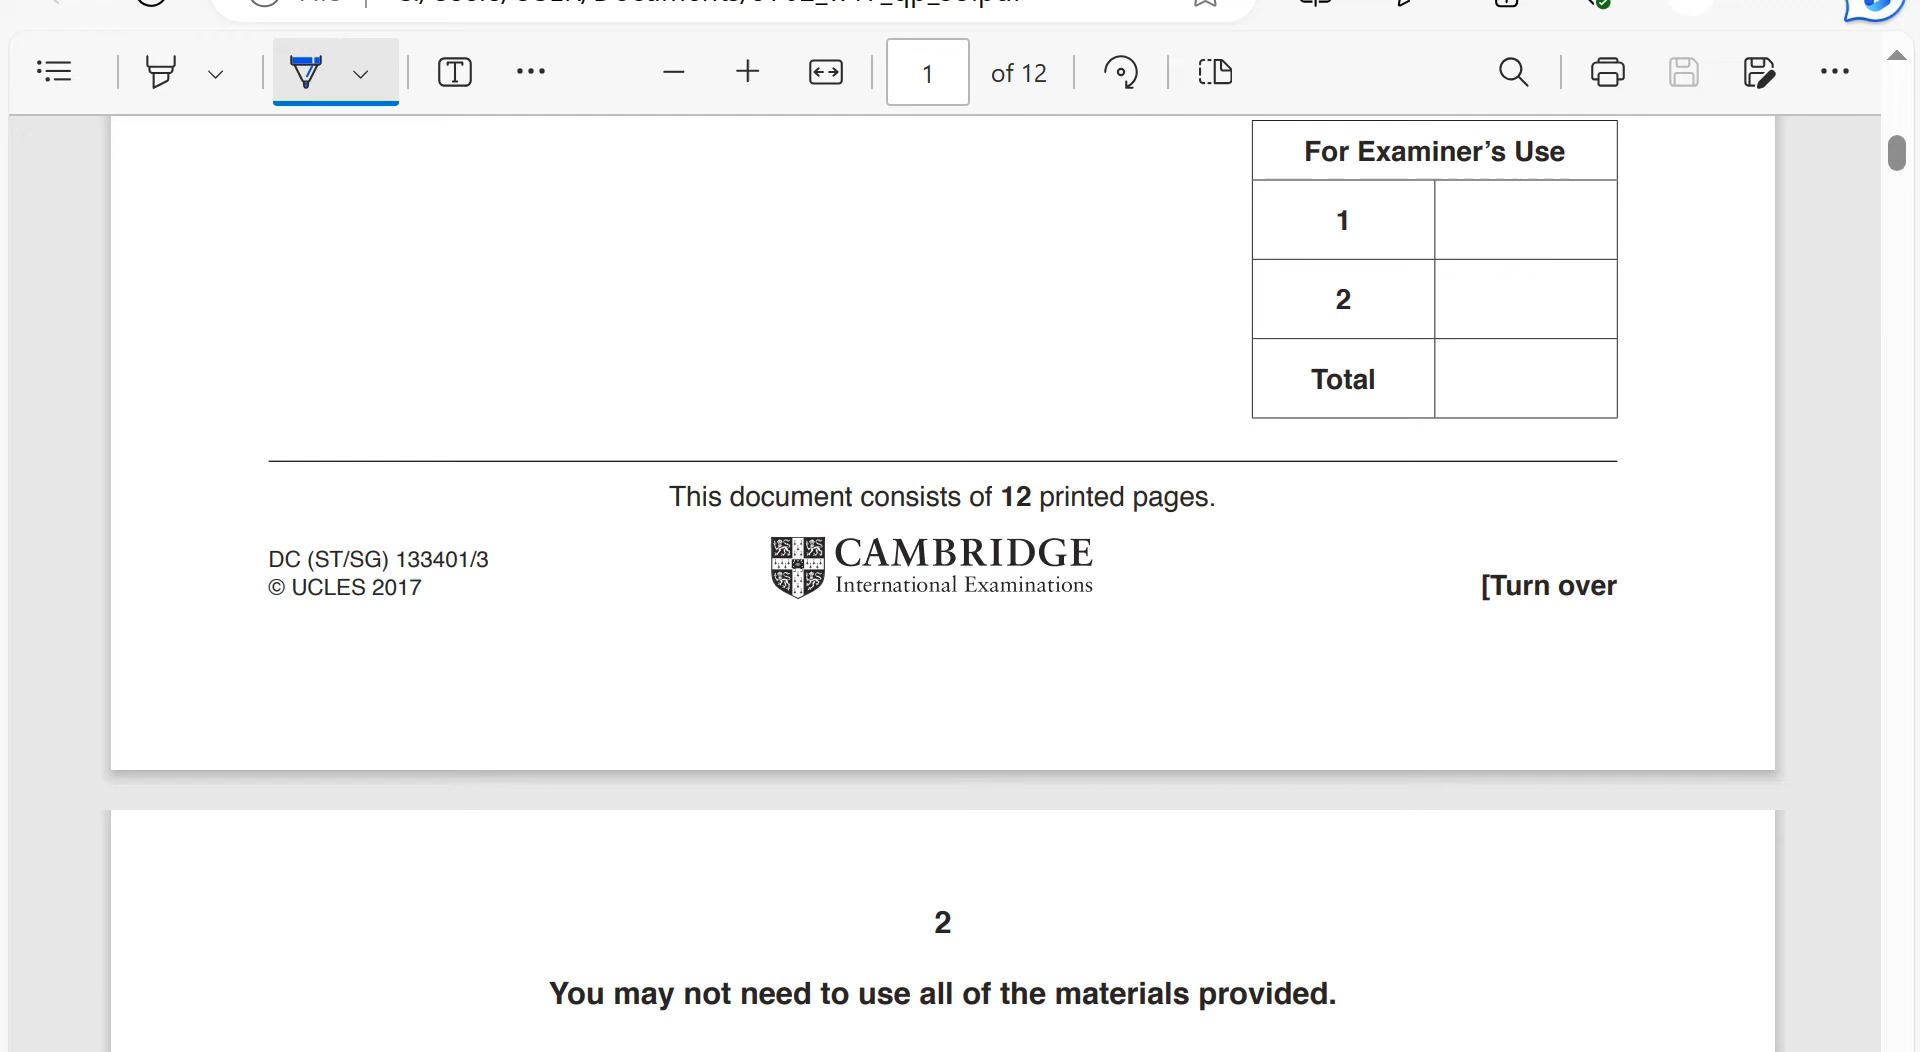 1 of 12
For Examiner's Use
1
2
Total
This document consists of 12 printed pages.
DC (ST/SG) 133401/3
© UCLES 2017
CAMBRIDGE
International Examinations
[Turn over
2
You may not need to use all of the materials provided.